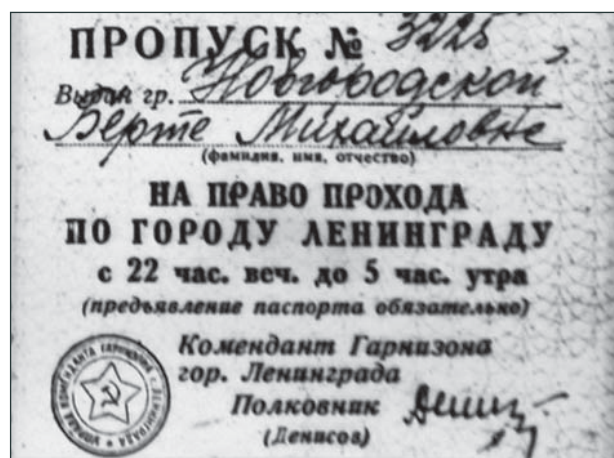 ПРОПУСК № 3225
Выдан гр. Новгородской
Берте Михайловне
(фамилия, имя, отчество)
НА ПРАВО ПРОХОДА
ПО ГОРОДУ ЛЕНИНГРАДУ
с 22 час. веч. до 5 час. утра
(предъявление паспорта обязательно)
Комендант Гарнизона
гор. Ленинграда
Полковник
(Денисов)